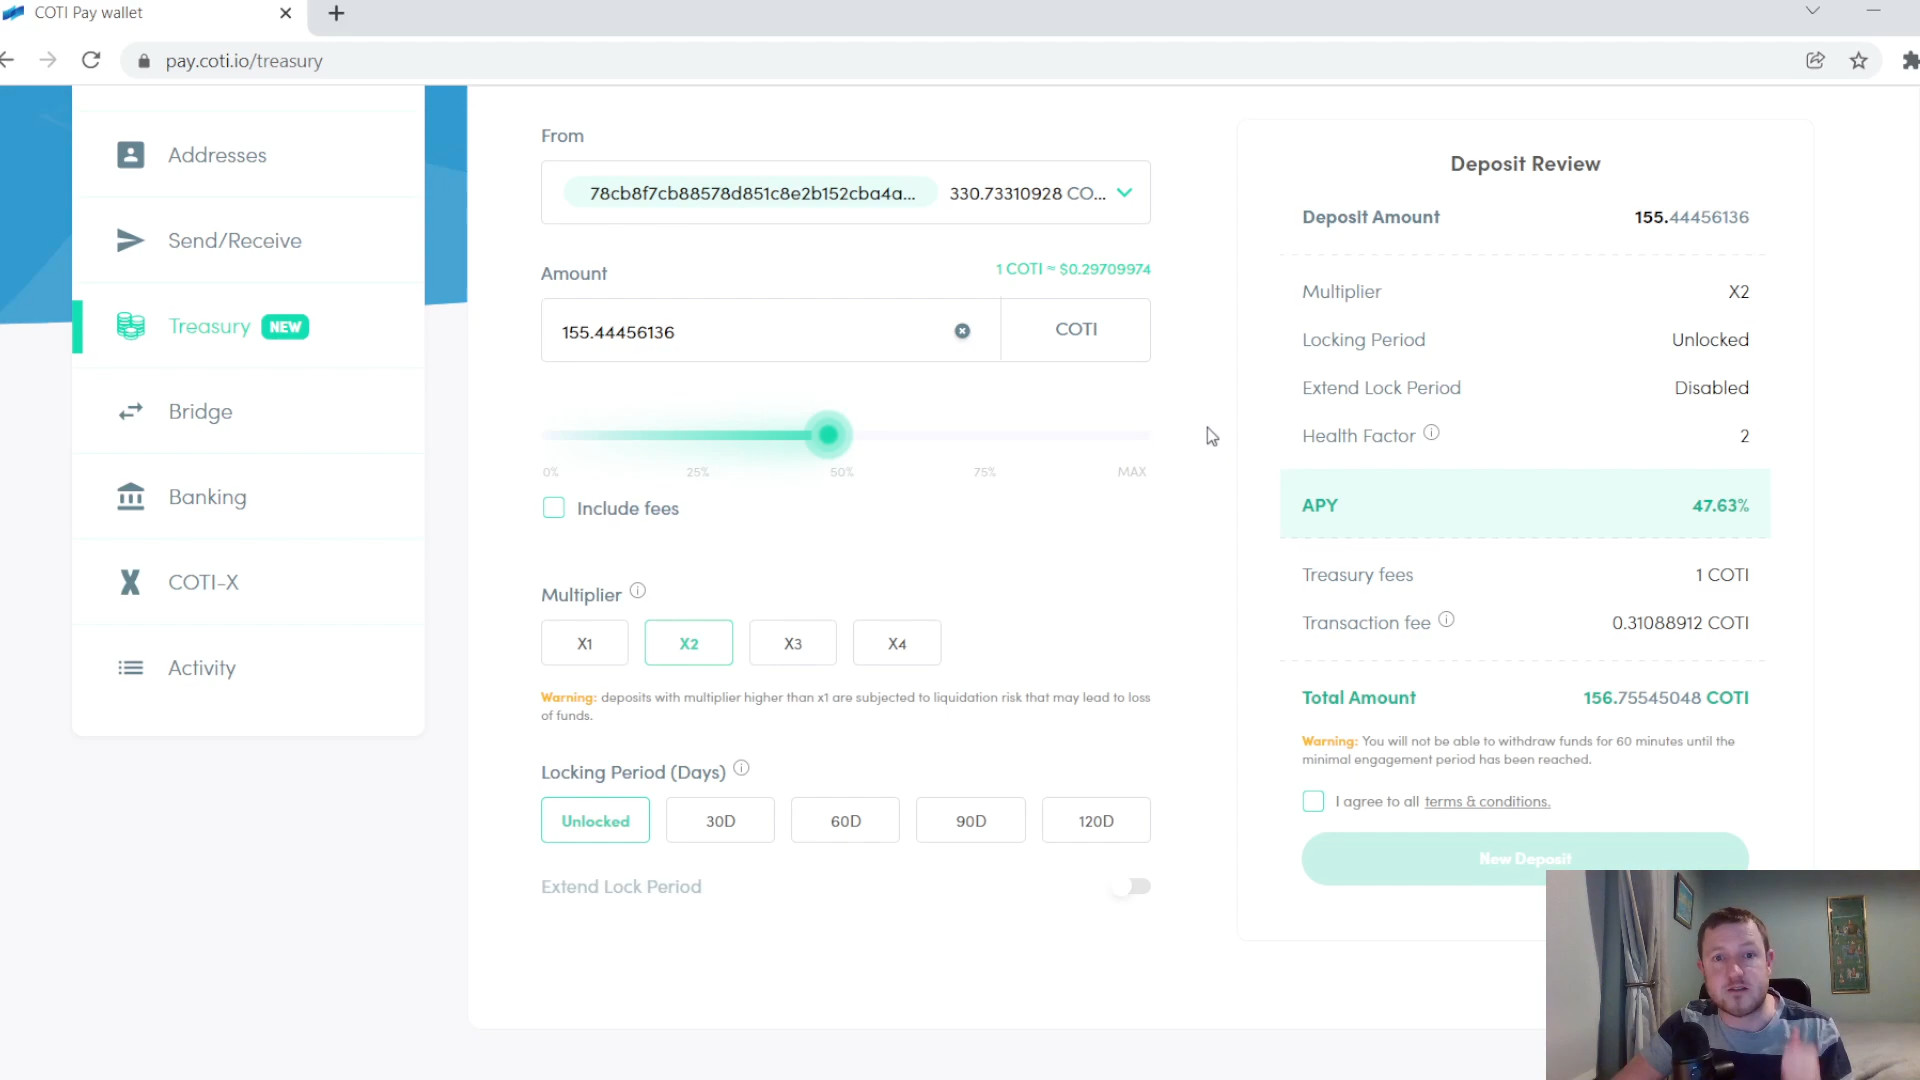 COTI Pay wallet
pay.coti.io/treasury
Addresses
Send/Receive
Treasury NEW
Bridge
Banking
COTI-X
Activity
From
78cb8f7cb88578d851c8e2b152cba4a... 330.73310928 CO...
Amount 1 COTI ≈ $0.29709974
155.44456136 COTI
0% 25% 50% 75% MAX
Include fees
Multiplier
X1 X2 X3 X4
Warning: deposits with multiplier higher than x1 are subjected to liquidation risk that may lead to loss
of funds.
Locking Period (Days)
Unlocked 30D 60D 90D 120D
Extend Lock Period
Deposit Review
Deposit Amount 155.44456136
Multiplier X2
Locking Period Unlocked
Extend Lock Period Disabled
Health Factor 2
APY 47.63%
Treasury fees 1 COTI
Transaction fee 0.31088912 COTI
Total Amount 156.75545048 COTI
Warning: You will not be able to withdraw funds for 60 minutes until the
minimal engagement period has been reached.
I agree to all terms & conditions.
New Deposit